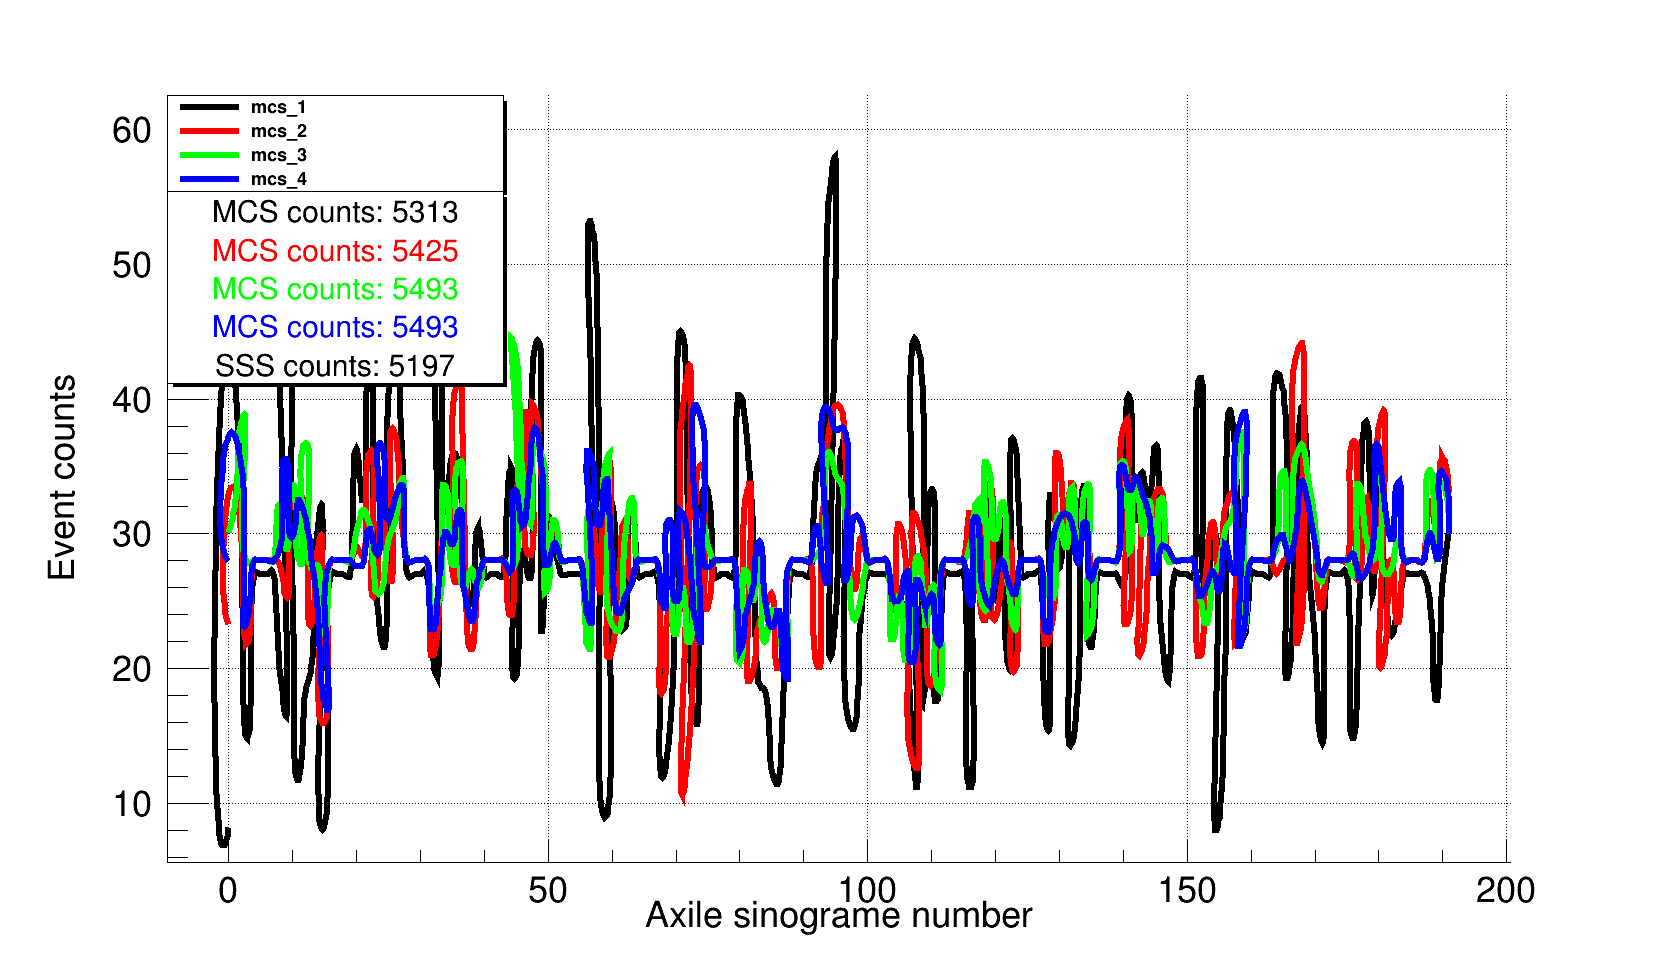 mcs_1
mcs_2
mcs_3
mcs_4
MCS counts: 5313
MCS counts: 5425
MCS counts: 5493
MCS counts: 5493
SSS counts: 5197
Event counts
60
50
40
30
20
10
0 50 100 150 200
Axile sinograme number